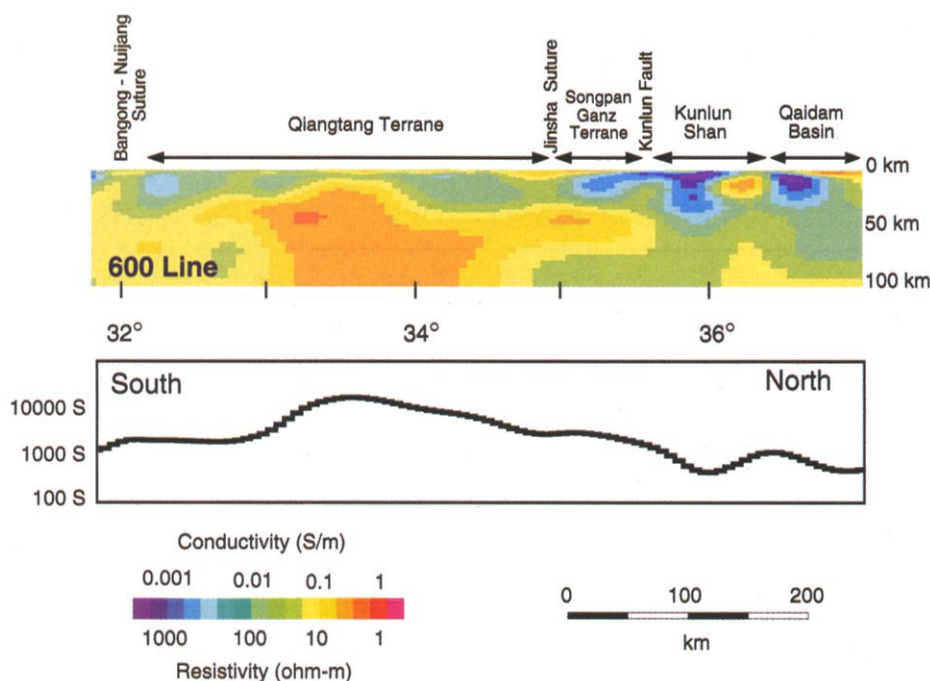 Bangong - Nuijang
Suture
Qiangtang Terrane
Jinsha Suture
Songpan
Ganz
Terrane
Kunlun Fault
Kunlun
Shan
Qaidam
Basin
0 km
50 km
100 km
600 Line
32° 34° 36°
South North
10000 S
1000 S
100 S
Conductivity (S/m)
0.001 0.01 0.1 1
1000 100 10 1
Resistivity (ohm-m)
0 100 200
km